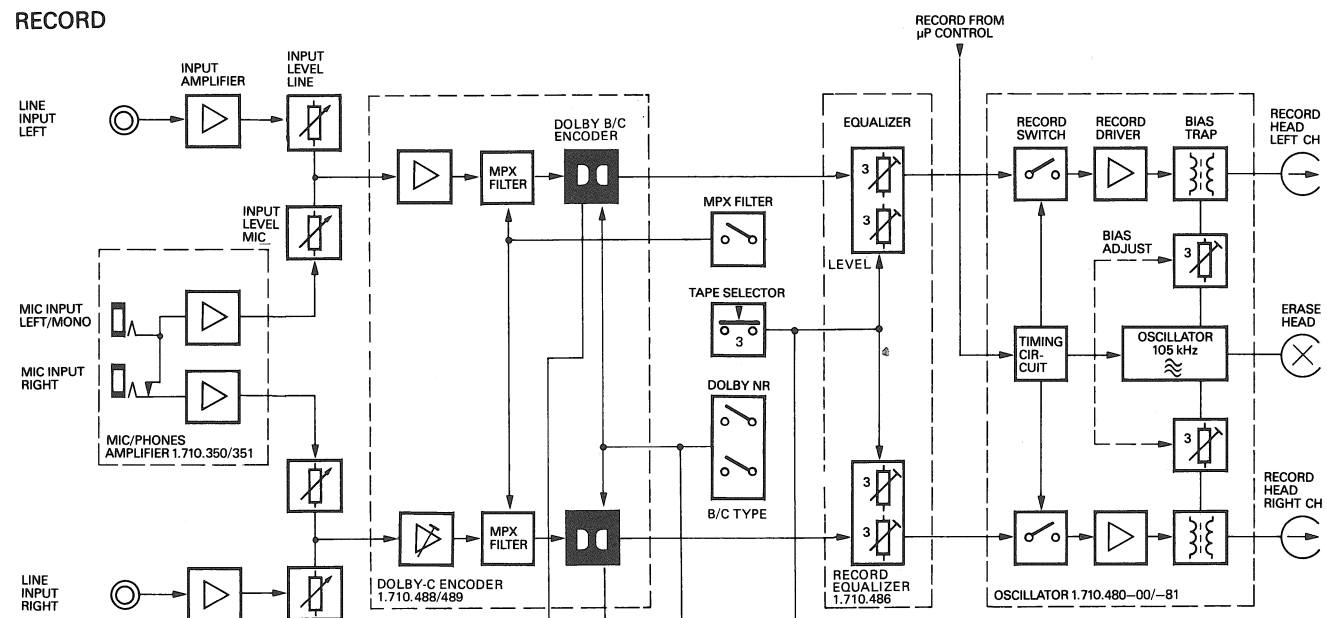 RECORD
RECORD FROM
µP CONTROL
INPUT
LEVEL
LINE
INPUT
AMPLIFIER
LINE
INPUT
LEFT
DOLBY B/C
ENCODER
EQUALIZER
RECORD
SWITCH
RECORD
DRIVER
BIAS
TRAP
RECORD
HEAD
LEFT CH
MPX
FILTER
3
3
INPUT
LEVEL
MIC
MPX FILTER
LEVEL
BIAS
ADJUST
3
MIC INPUT
LEFT/MONO
TAPE SELECTOR
3
TIMING
CIR-
CUIT
OSCILLATOR
105 kHz
ERASE
HEAD
MIC INPUT
RIGHT
DOLBY NR
MIC/PHONES
AMPLIFIER 1.710.350/351
3
B/C TYPE
3
3
RECORD
HEAD
RIGHT CH
MPX
FILTER
LINE
INPUT
RIGHT
DOLBY-C ENCODER
1.710.488/489
RECORD
EQUALIZER
1.710.486
OSCILLATOR 1.710.480–00/–81